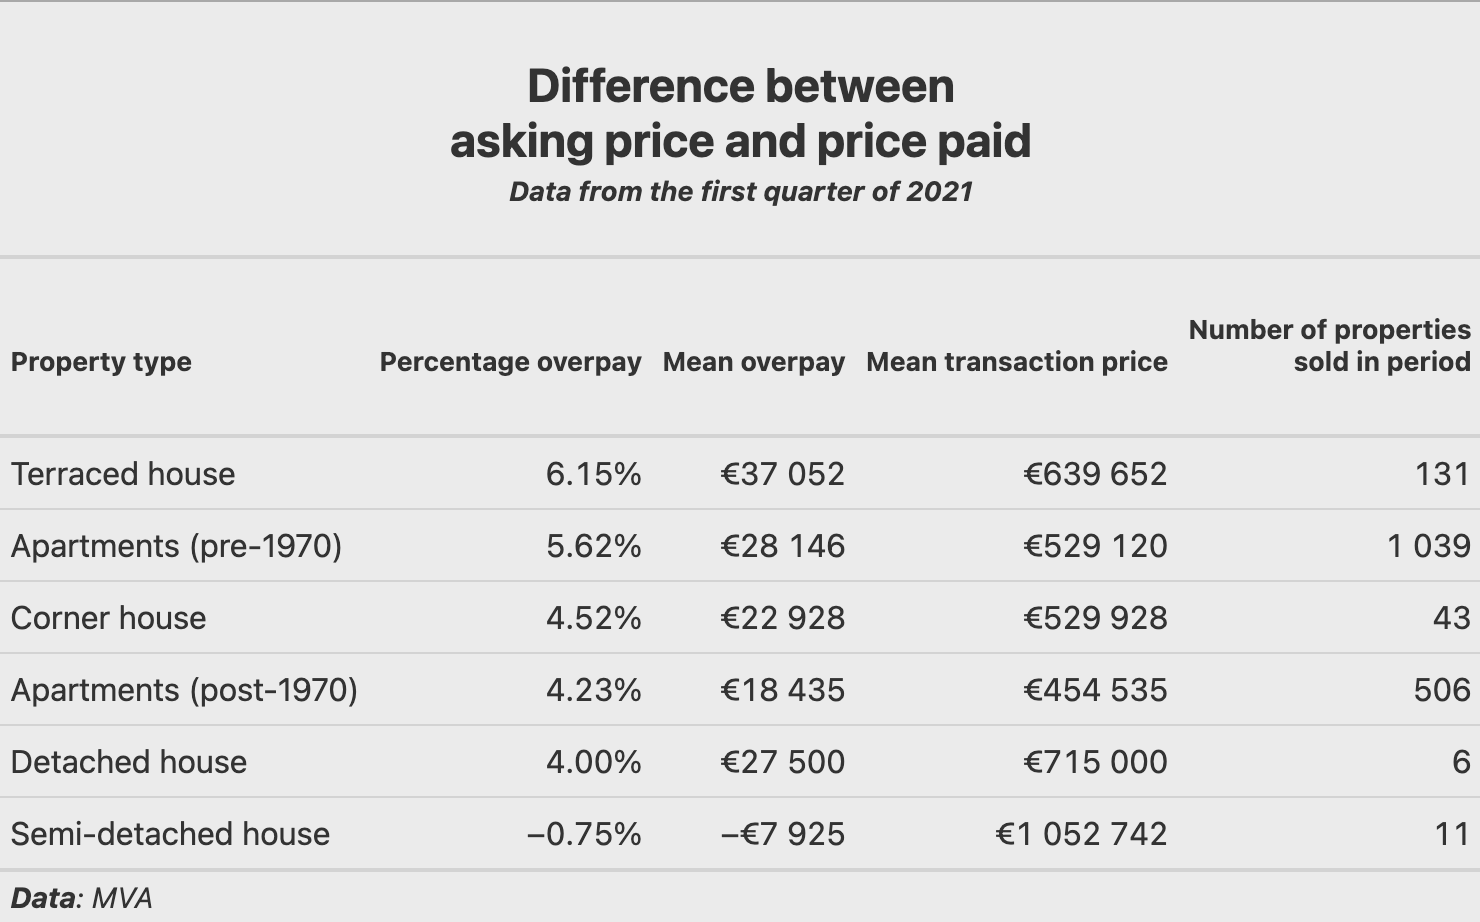 Difference between
asking price and price paid
Data from the first quarter of 2021
Number of properties
Property type Percentage overpay Mean overpay Mean transaction price sold in period
Terraced house 6.15% €37 052 €639 652 131
Apartments (pre-1970) 5.62% €28 146 €529 120 1 039
Corner house 4.52% €22 928 €529 928 43
Apartments (post-1970) 4.23% €18 435 €454 535 506
Detached house 4.00% €27 500 €715 000 6
Semi-detached house −0.75% −€7 925 €1 052 742 11
Data: MVA